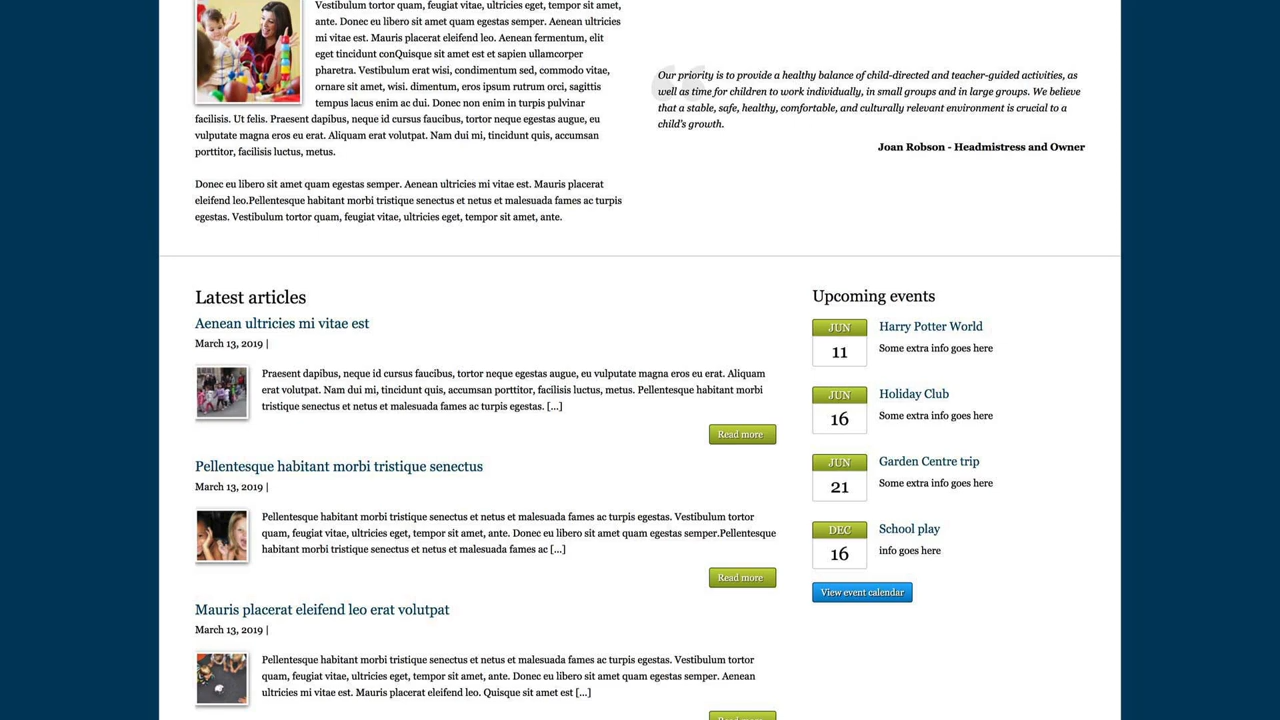 Vestibulum tortor quam, feugiat vitae, ultricies eget, tempor sit amet,
ante. Donec eu libero sit amet quam egestas semper. Aenean ultricies
mi vitae est. Mauris placerat eleifend leo. Aenean fermentum, elit
eget tincidunt conQuisque sit amet est et sapien ullamcorper
pharetra. Vestibulum erat wisi, condimentum sed, commodo vitae,
ornare sit amet, wisi. dimentum, eros ipsum rutrum orci, sagittis
tempus lacus enim ac dui. Donec non enim in turpis pulvinar
facilisis. Ut felis. Praesent dapibus, neque id cursus faucibus, tortor neque egestas augue, eu
vulputate magna eros eu erat. Aliquam erat volutpat. Nam dui mi, tincidunt quis, accumsan
porttitor, facilisis luctus, metus.
Donec eu libero sit amet quam egestas semper. Aenean ultricies mi vitae est. Mauris placerat
eleifend leo.Pellentesque habitant morbi tristique senectus et netus et malesuada fames ac turpis
egestas. Vestibulum tortor quam, feugiat vitae, ultricies eget, tempor sit amet, ante.
Our priority is to provide a healthy balance of child-directed and teacher-guided activities, as
well as time for children to work individually, in small groups and in large groups. We believe
that a stable, safe, healthy, comfortable, and culturally relevant environment is crucial to a
child's growth.
Joan Robson - Headmistress and Owner
Latest articles
Aenean ultricies mi vitae est
March 13, 2019 |
Praesent dapibus, neque id cursus faucibus, tortor neque egestas augue, eu vulputate magna eros eu erat. Aliquam
erat volutpat. Nam dui mi, tincidunt quis, accumsan porttitor, facilisis luctus, metus. Pellentesque habitant morbi
tristique senectus et netus et malesuada fames ac turpis egestas. [...]
Read more
Pellentesque habitant morbi tristique senectus
March 13, 2019 |
Pellentesque habitant morbi tristique senectus et netus et malesuada fames ac turpis egestas. Vestibulum tortor
quam, feugiat vitae, ultricies eget, tempor sit amet, ante. Donec eu libero sit amet quam egestas semper.Pellentesque
habitant morbi tristique senectus et netus et malesuada fames ac [...]
Read more
Mauris placerat eleifend leo erat volutpat
March 13, 2019 |
Pellentesque habitant morbi tristique senectus et netus et malesuada fames ac turpis egestas. Vestibulum tortor
quam, feugiat vitae, ultricies eget, tempor sit amet, ante. Donec eu libero sit amet quam egestas semper. Aenean
ultricies mi vitae est. Mauris placerat eleifend leo. Quisque sit amet est [...]
Read more
Upcoming events
JUN
11
Harry Potter World
Some extra info goes here
JUN
16
Holiday Club
Some extra info goes here
JUN
21
Garden Centre trip
Some extra info goes here
DEC
16
School play
info goes here
View event calendar